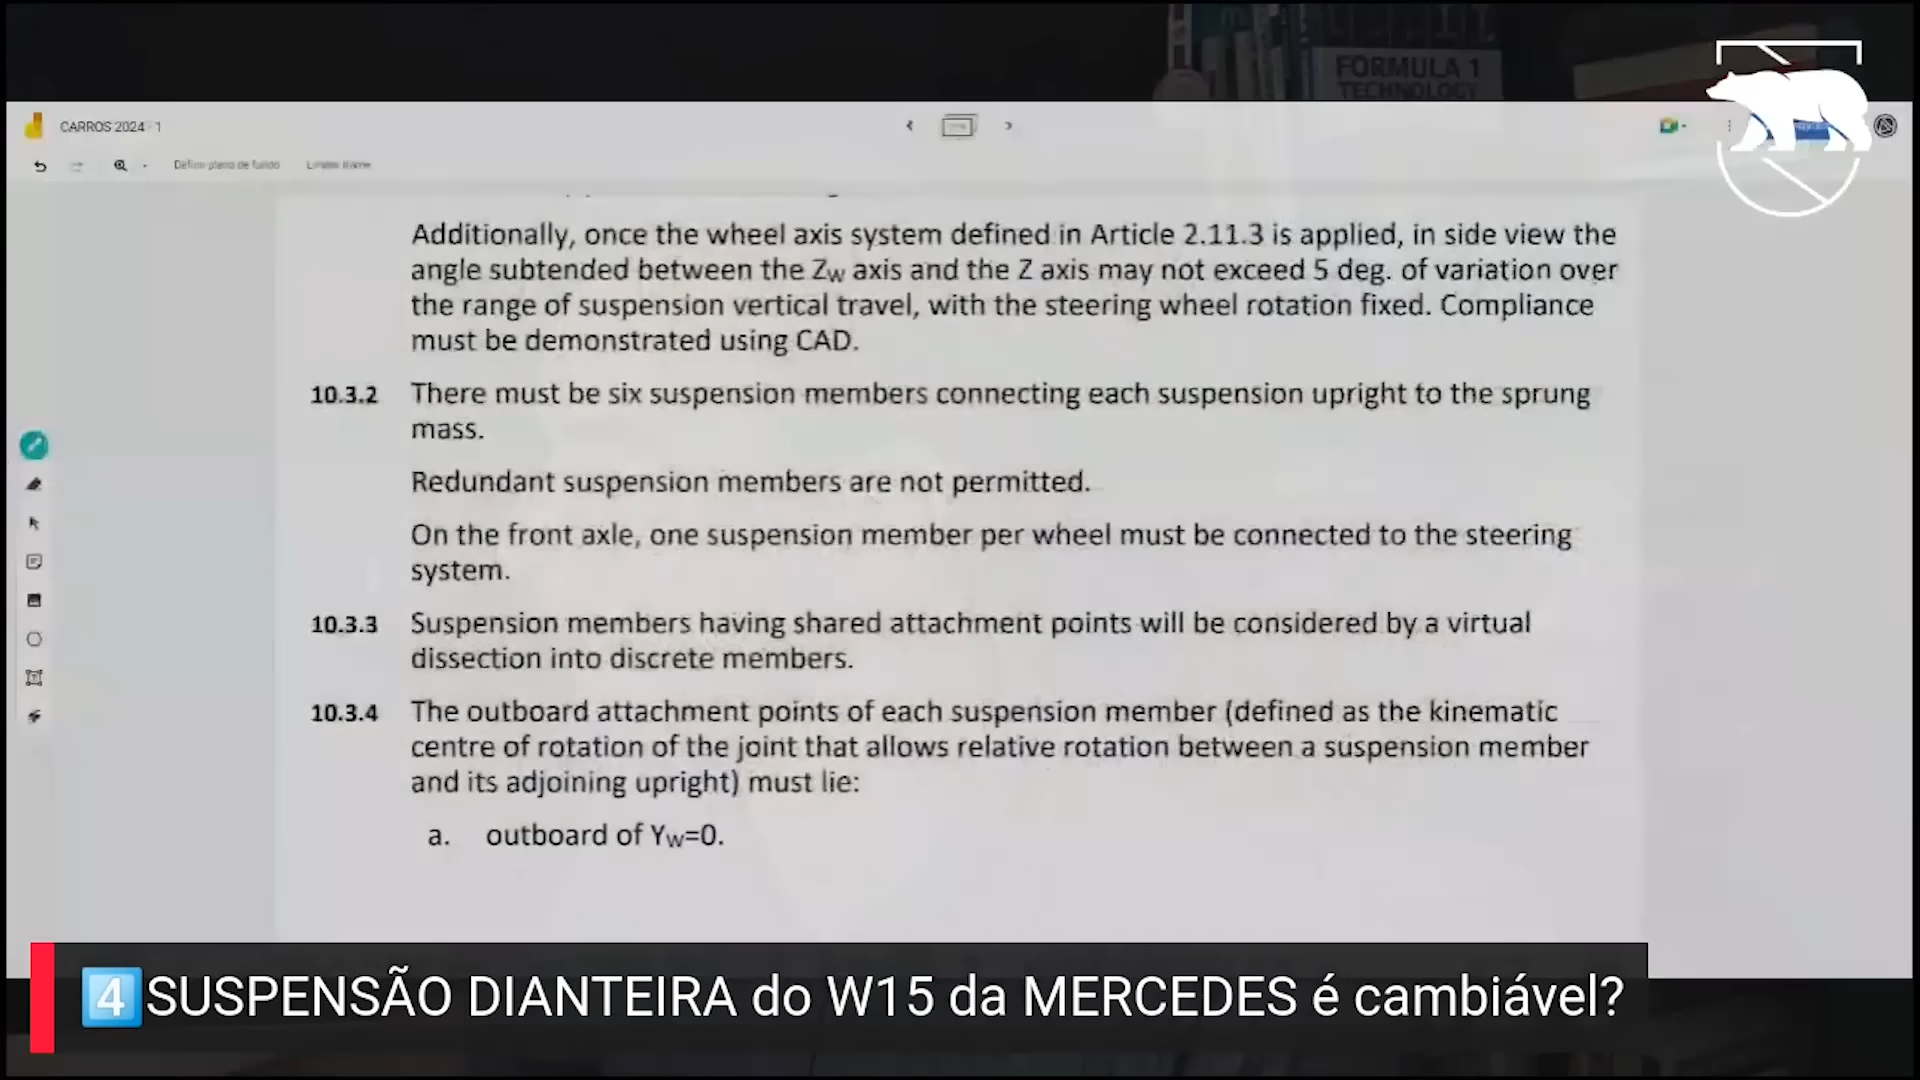 FORMULA 1
TECHNOLOGY
CARROS 2024 - 1
Definir plano de fundo
Additionally, once the wheel axis system defined in Article 2.11.3 is applied, in side view the
angle subtended between the ZW axis and the Z axis may not exceed 5 deg. of variation over
the range of suspension vertical travel, with the steering wheel rotation fixed. Compliance
must be demonstrated using CAD.
10.3.2 There must be six suspension members connecting each suspension upright to the sprung
mass.
Redundant suspension members are not permitted.
On the front axle, one suspension member per wheel must be connected to the steering
system.
10.3.3 Suspension members having shared attachment points will be considered by a virtual
dissection into discrete members.
10.3.4 The outboard attachment points of each suspension member (defined as the kinematic
centre of rotation of the joint that allows relative rotation between a suspension member
and its adjoining upright) must lie:
a. outboard of YW=0.
4 SUSPENSÃO DIANTEIRA do W15 da MERCEDES é cambiável?